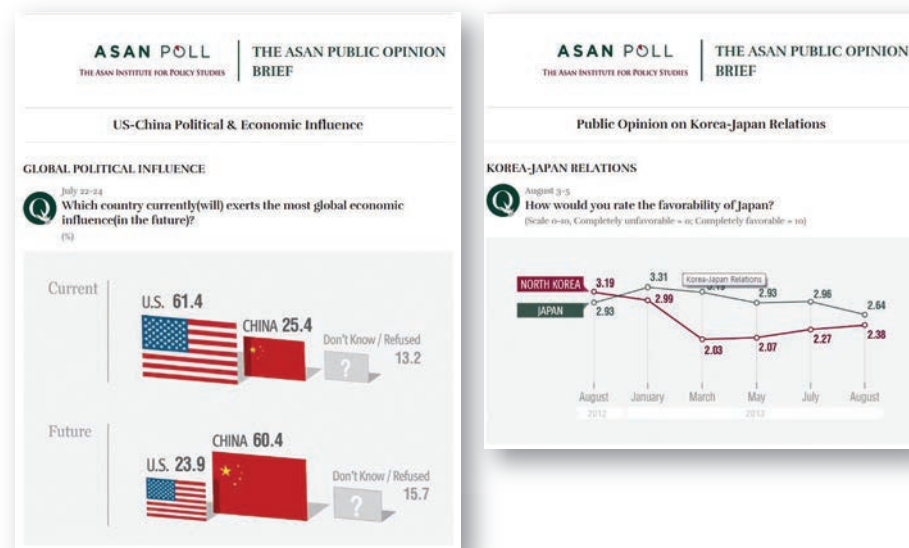 ASAN POLL
THE ASAN INSTITUTE FOR POLICY STUDIES
THE ASAN PUBLIC OPINION
BRIEF
US-China Political & Economic Influence
GLOBAL POLITICAL INFLUENCE
Q
July 22-24
Which country currently(will) exerts the most global economic
influence(in the future)?
(%)
Current
U.S. 61.4
CHINA 25.4
Don't Know / Refused
13.2
?
Future
U.S. 23.9
CHINA 60.4
Don't Know / Refused
15.7
?
ASAN POLL
THE ASAN INSTITUTE FOR POLICY STUDIES
THE ASAN PUBLIC OPINION
BRIEF
Public Opinion on Korea-Japan Relations
KOREA-JAPAN RELATIONS
Q
August 3-5
How would you rate the favorability of Japan?
(Scale 0-10, Completely unfavorable = 0; Completely favorable = 10)
NORTH KOREA 3.19 3.31 Korea-Japan Relations 2.93 2.96 2.64
JAPAN 2.93 2.99 2.03 2.07 2.27 2.38
August January March May July August
2012 2013